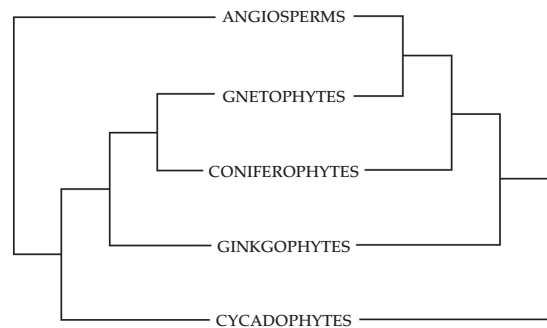 ANGIOSPERMS
GNETOPHYTES
CONIFEROPHYTES
GINKGOPHYTES
CYCADOPHYTES